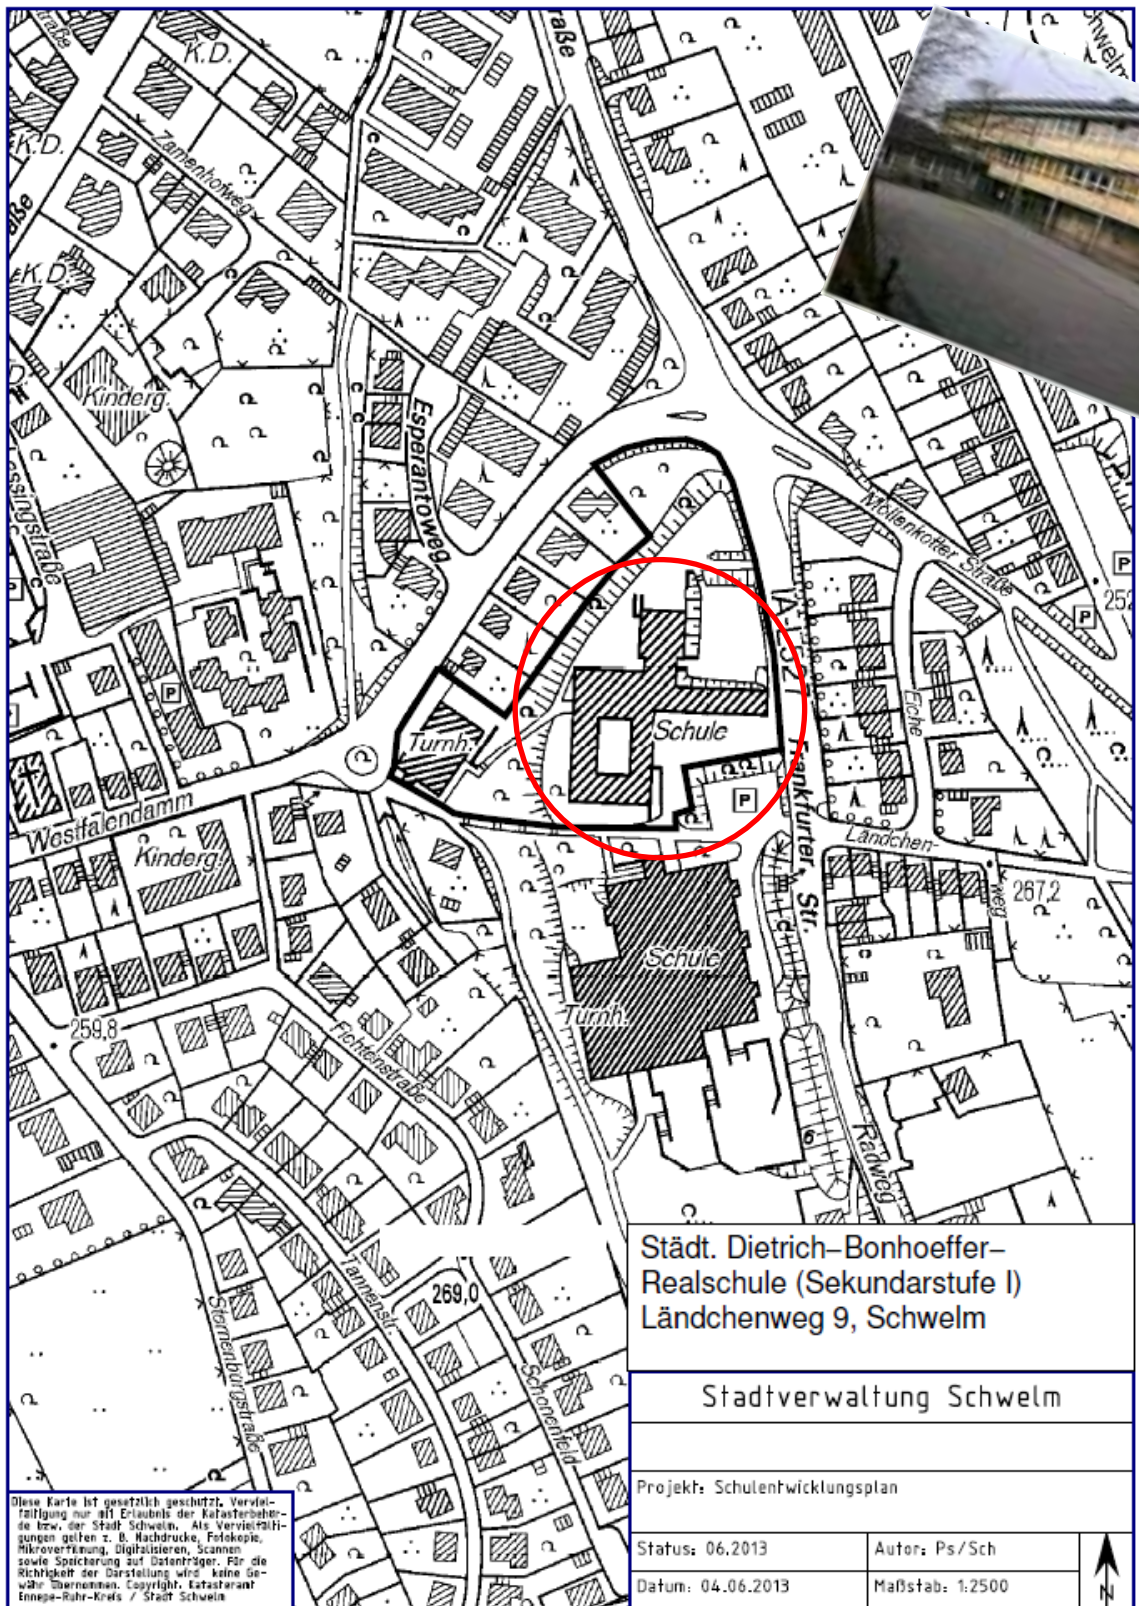 K.D.
Zamenhofweg
K.D.
K.D.
Kinderg.
Esperantoweg
Möllenkotter
Straße
P
P
252
P
Eiche
Turnh.
Schule
Frankfurter Str.
P
Westfalendamm
Kinderg.
Ländchen-
weg
267,2
Schule
Turnh.
259,8
Fichtenstraße
Radweg
Tannenstr.
269,0
Sternenburgstraße
Schonenfeld
Städt. Dietrich–Bonhoeffer–
Realschule (Sekundarstufe I)
Ländchenweg 9, Schwelm
Stadtverwaltung Schwelm
Projekt: Schulentwicklungsplan
Status: 06.2013
Autor: Ps/Sch
Datum: 04.06.2013
Maßstab: 1:2500
N
Diese Karte ist gesetzlich geschützt. Verviel-
fältigung nur mit Erlaubnis der Katasterbehör-
de bzw. der Stadt Schwelm. Als Vervielfälti-
gungen gelten z. B. Nachdrucke, Fotokopie,
Mikroverfilmung, Digitalisieren, Scannen
sowie Speicherung auf Datenträger. Für die
Richtigkeit der Darstellung wird keine Ge-
währ übernommen. Copyright: Katasteramt
Ennepe-Ruhr-Kreis / Stadt Schwelm